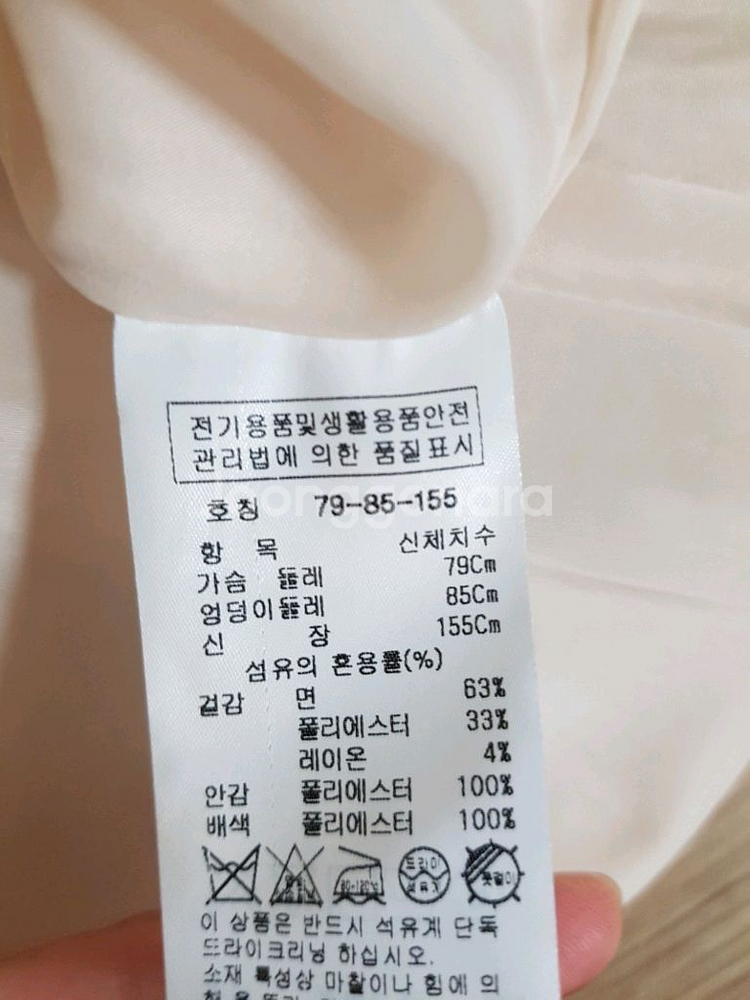 전기용품및생활용품안전
관리법에 의한 품질표시
호칭 79-85-155
항 목 신체치수
가슴 둘레 79Cm
엉덩이둘레 85Cm
신 장 155Cm
섬유의 혼용률(%)
겉감 면 63%
폴리에스터 33%
레이온 4%
안감 폴리에스터 100%
배색 폴리에스터 100%
드라이
석유계
옷걸이
이 상품은 반드시 석유계 단독
드라이크리닝 하십시오.
소재 특성상 마찰이나 힘에 의